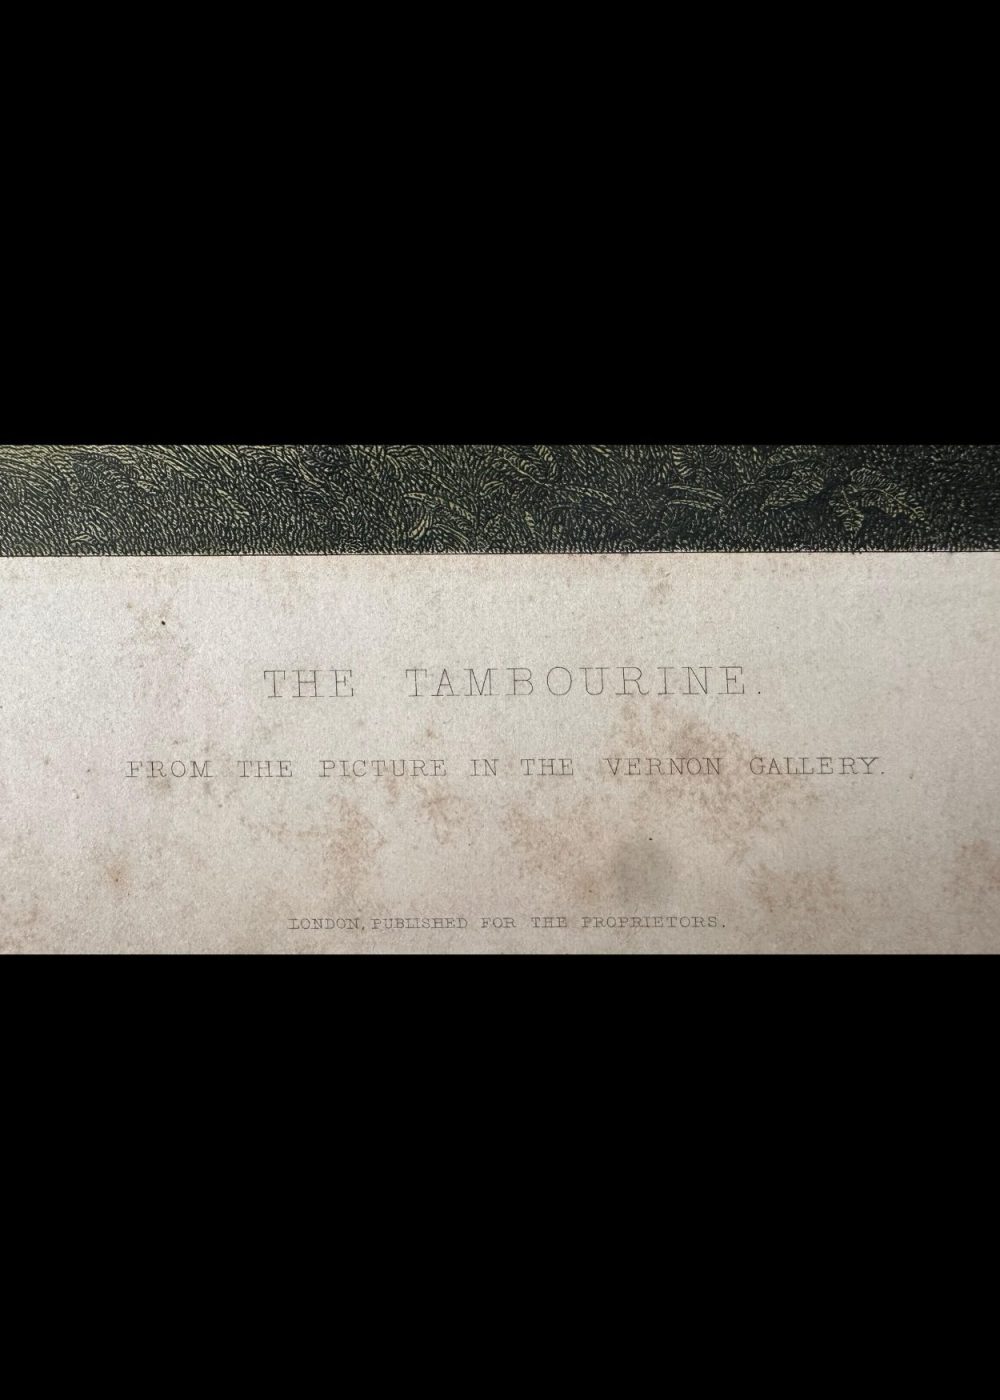 THE TAMBOURINE.
FROM THE PICTURE IN THE VERNON GALLERY.
LONDON, PUBLISHED FOR THE PROPRIETORS.